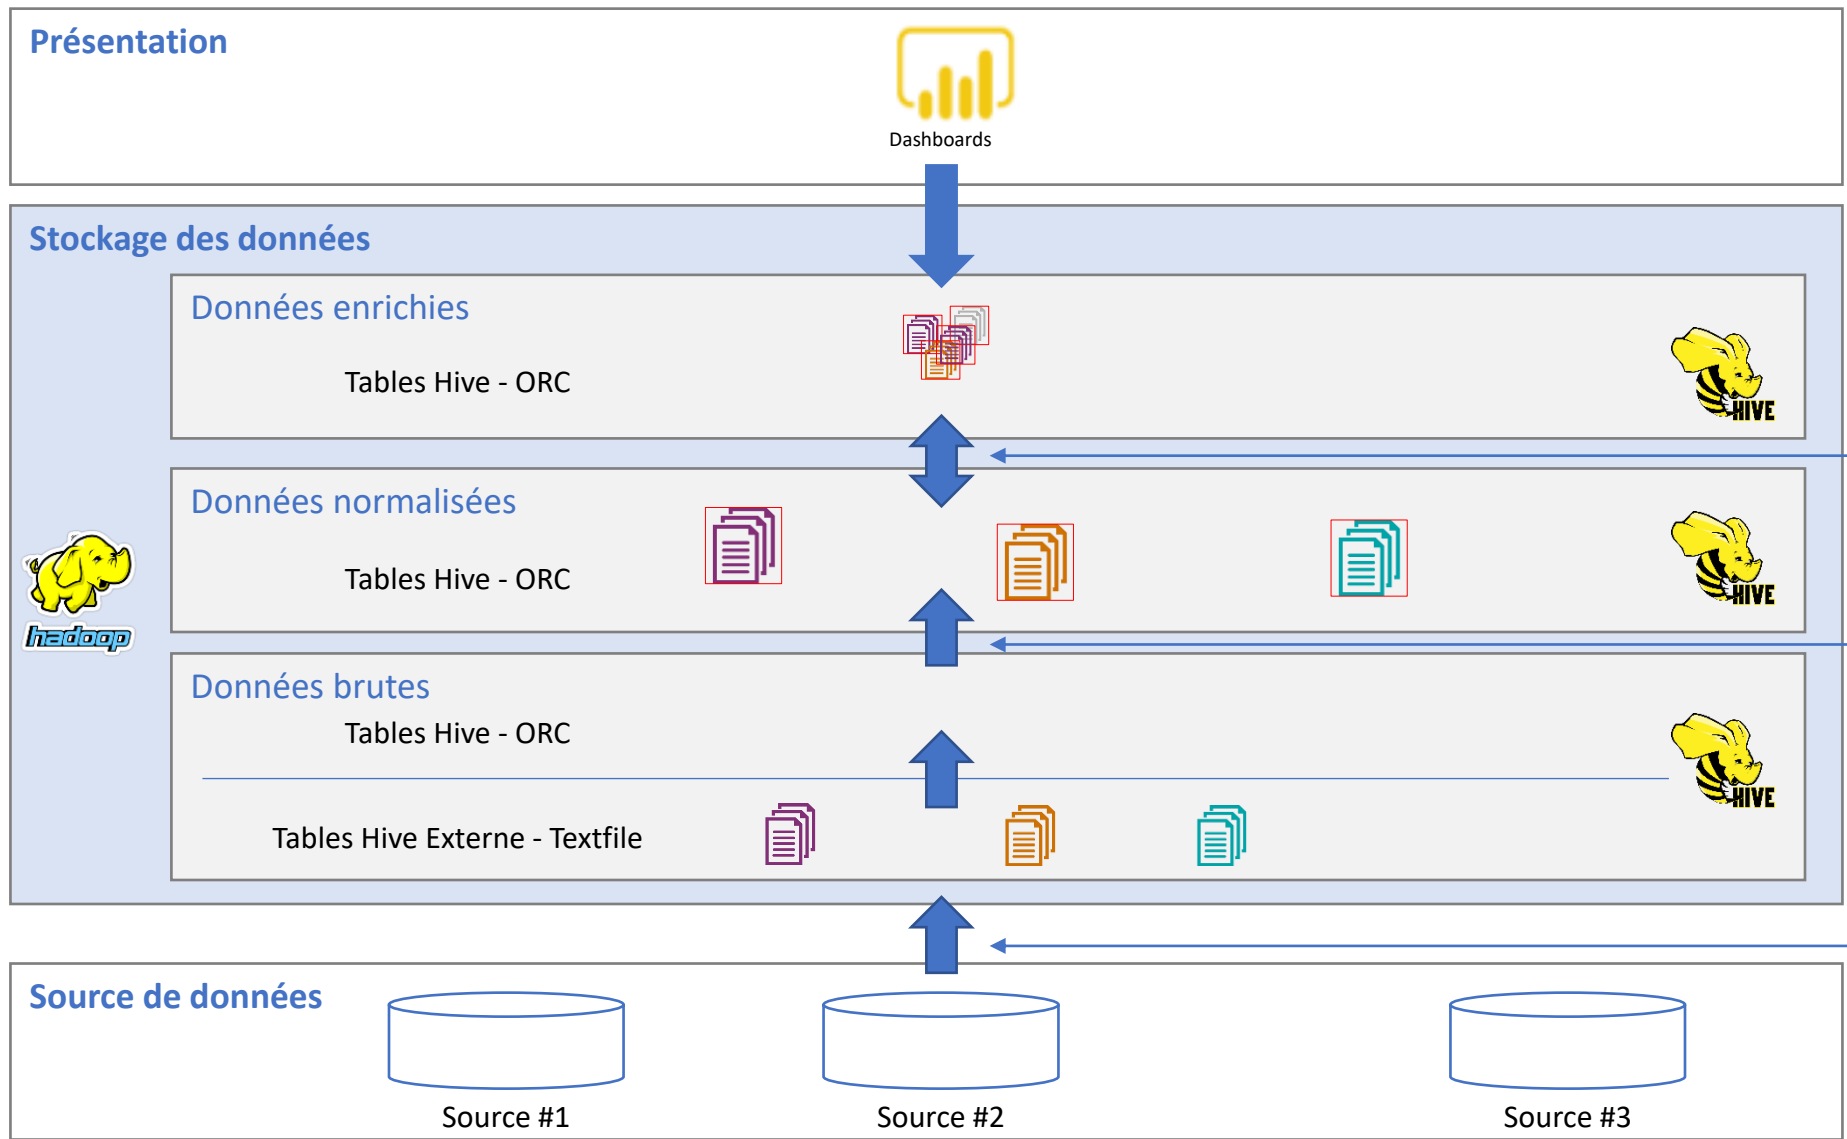 Présentation
Dashboards
Stockage des données
Données enrichies
Tables Hive - ORC
HIVE
Données normalisées
Tables Hive - ORC
HIVE
hadoop
Données brutes
Tables Hive - ORC
HIVE
Tables Hive Externe - Textfile
Source de données
Source #1
Source #2
Source #3